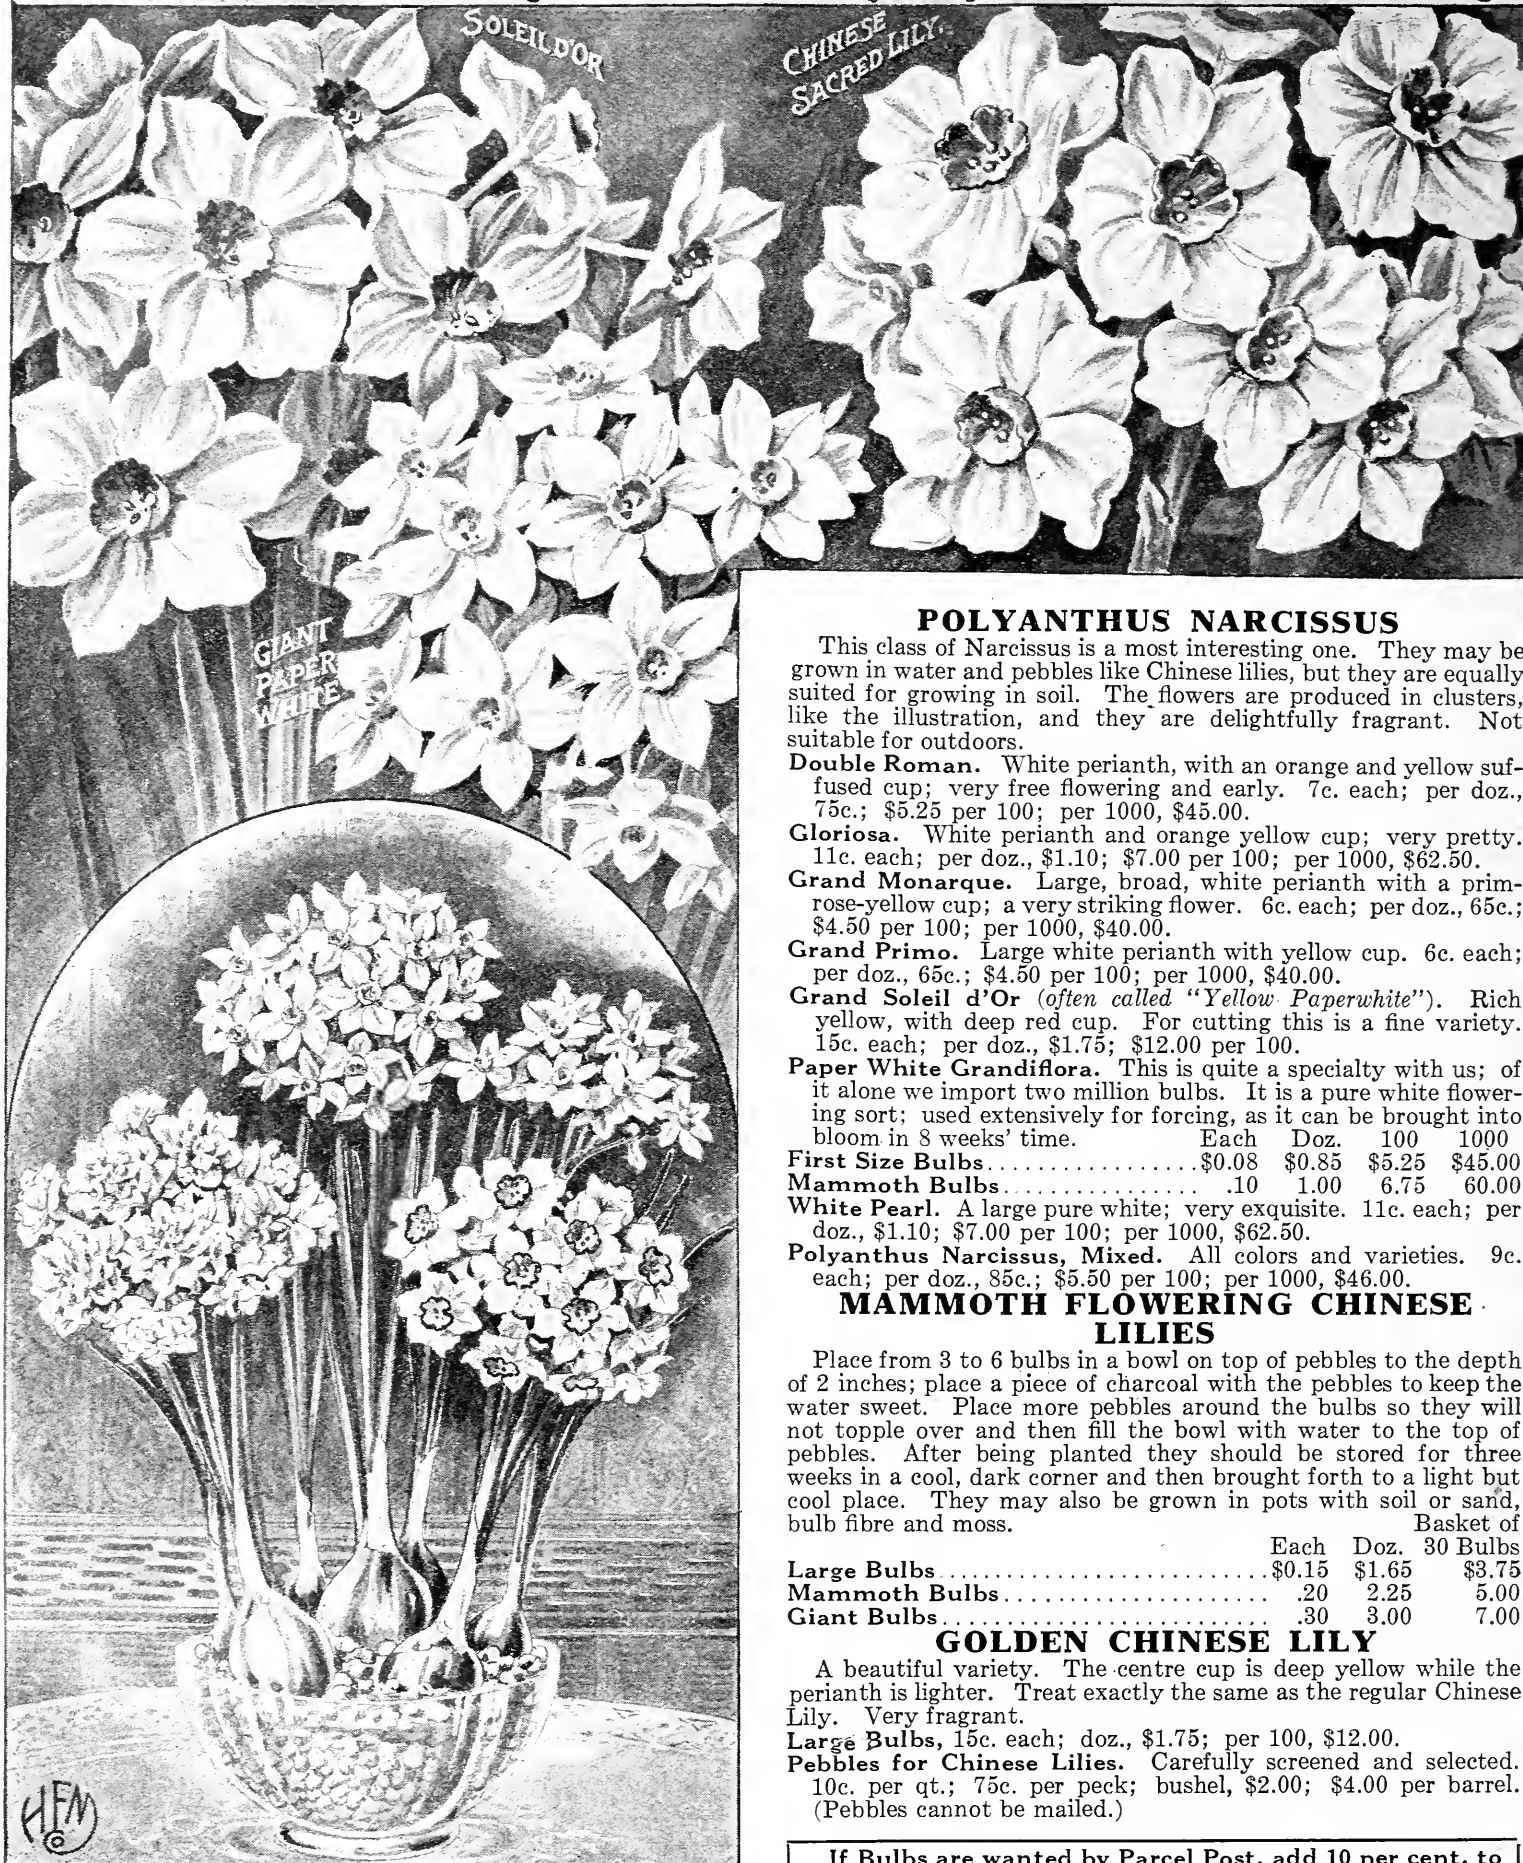 SOLEIL D'OR
CHINESE
SACRED LILY.
GIANT
PAPER
WHITE
POLYANTHUS NARCISSUS
This class of Narcissus is a most interesting one. They may be
grown in water and pebbles like Chinese lilies, but they are equally
suited for growing in soil. The flowers are produced in clusters,
like the illustration, and they are delightfully fragrant. Not
suitable for outdoors.
Double Roman. White perianth, with an orange and yellow suf-
fused cup; very free flowering and early. 7c. each; per doz.,
75c.; $5.25 per 100; per 1000, $45.00.
Gloriosa. White perianth and orange yellow cup; very pretty.
11c. each; per doz., $1.10; $7.00 per 100; per 1000, $62.50.
Grand Monarque. Large, broad, white perianth with a prim-
rose-yellow cup; a very striking flower. 6c. each; per doz., 65c.;
$4.50 per 100; per 1000, $40.00.
Grand Primo. Large white perianth with yellow cup. 6c. each;
per doz., 65c.; $4.50 per 100; per 1000, $40.00.
Grand Soleil d'Or (often called "Yellow Paperwhite"). Rich
yellow, with deep red cup. For cutting this is a fine variety.
15c. each; per doz., $1.75; $12.00 per 100.
Paper White Grandiflora. This is quite a specialty with us; of
it alone we import two million bulbs. It is a pure white flower-
ing sort; used extensively for forcing, as it can be brought into
bloom in 8 weeks' time. Each Doz. 100 1000
First Size Bulbs.................$0.08 $0.85 $5.25 $45.00
Mammoth Bulbs................ .10 1.00 6.75 60.00
White Pearl. A large pure white; very exquisite. 11c. each; per
doz., $1.10; $7.00 per 100; per 1000, $62.50.
Polyanthus Narcissus, Mixed. All colors and varieties. 9c.
each; per doz., 85c.; $5.50 per 100; per 1000, $46.00.
MAMMOTH FLOWERING CHINESE
LILIES
Place from 3 to 6 bulbs in a bowl on top of pebbles to the depth
of 2 inches; place a piece of charcoal with the pebbles to keep the
water sweet. Place more pebbles around the bulbs so they will
not topple over and then fill the bowl with water to the top of
pebbles. After being planted they should be stored for three
weeks in a cool, dark corner and then brought forth to a light but
cool place. They may also be grown in pots with soil or sand,
bulb fibre and moss. Basket of
Each Doz. 30 Bulbs
Large Bulbs...........................$0.15 $1.65 $3.75
Mammoth Bulbs...................... .20 2.25 5.00
Giant Bulbs........................... .30 3.00 7.00
GOLDEN CHINESE LILY
A beautiful variety. The centre cup is deep yellow while the
perianth is lighter. Treat exactly the same as the regular Chinese
Lily. Very fragrant.
Large Bulbs, 15c. each; doz., $1.75; per 100, $12.00.
Pebbles for Chinese Lilies. Carefully screened and selected.
10c. per qt.; 75c. per peck; bushel, $2.00; $4.00 per barrel.
(Pebbles cannot be mailed.)
HFM Co
If Bulbs are wanted by Parcel Post, add 10 per cent. to